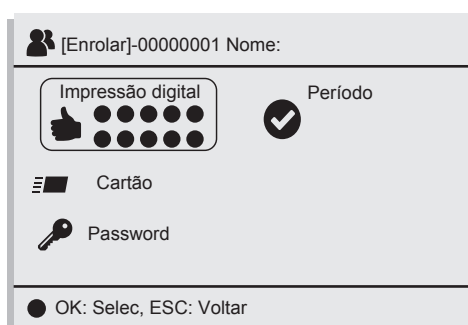 [Enrolar]-00000001 Nome:
Impressão digital
Período
Cartão
Password
OK: Selec, ESC: Voltar